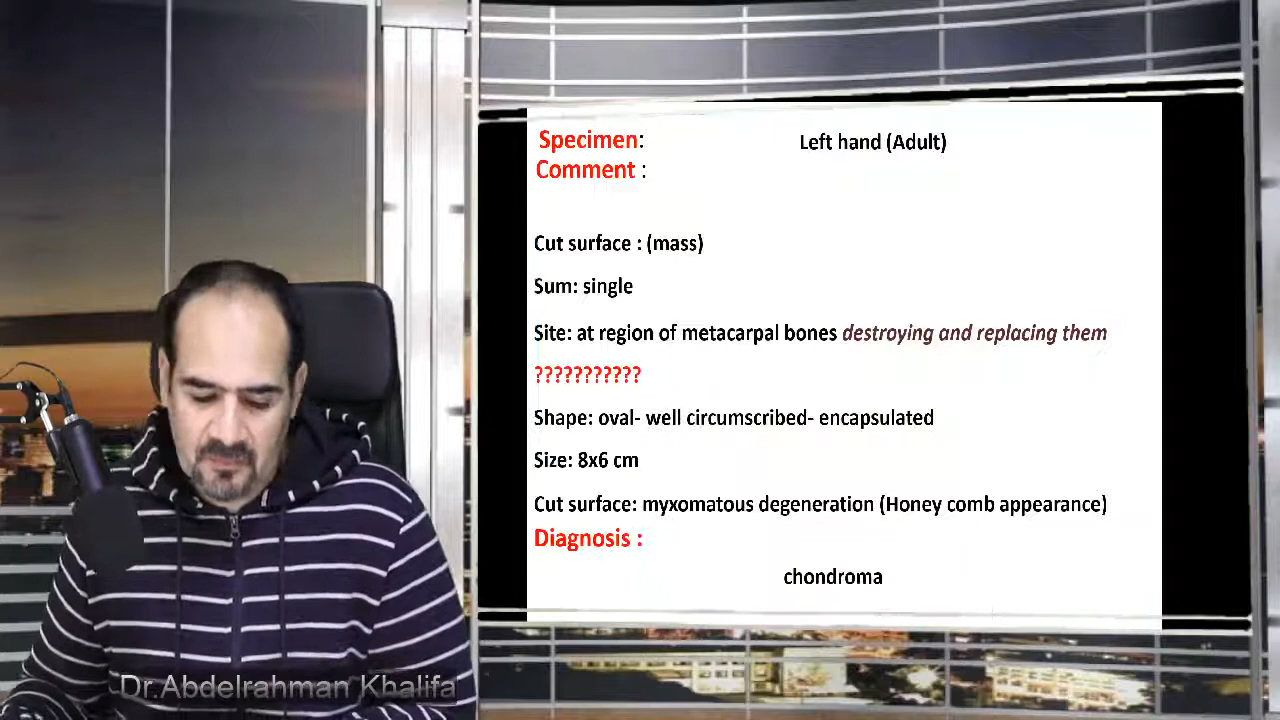 Specimen: Left hand (Adult)
Comment :
Cut surface : (mass)
Sum: single
Site: at region of metacarpal bones destroying and replacing them
???????????
Shape: oval- well circumscribed- encapsulated
Size: 8x6 cm
Cut surface: myxomatous degeneration (Honey comb appearance)
Diagnosis :
chondroma
Dr.Abdelrahman Khalifa